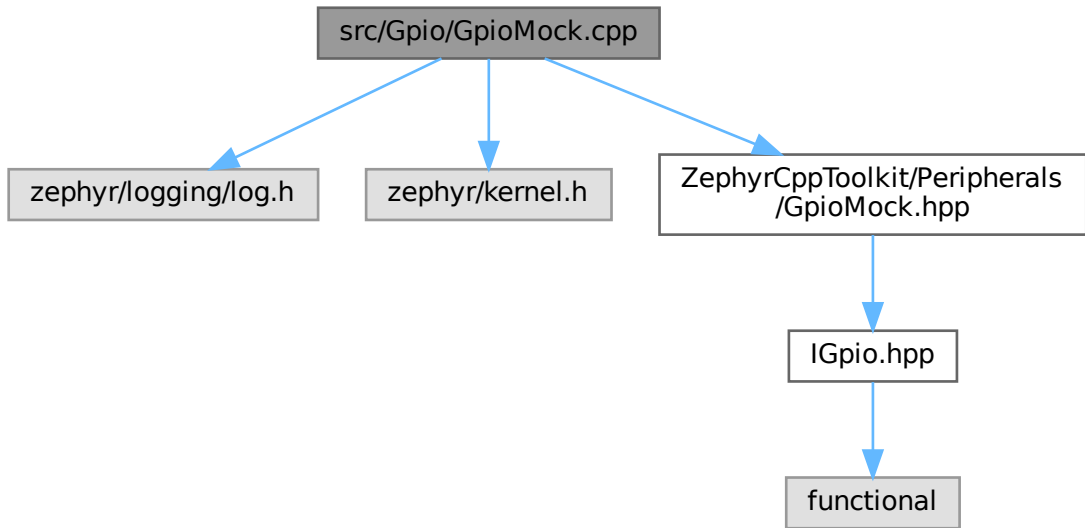 src/Gpio/GpioMock.cpp
zephyr/logging/log.h
zephyr/kernel.h
ZephyrCppToolkit/Peripherals
/GpioMock.hpp
IGpio.hpp
functional